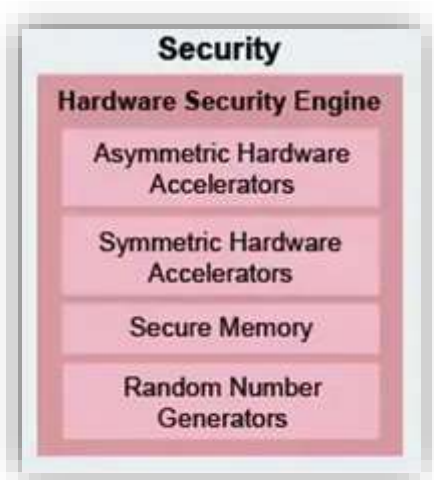 Security
Hardware Security Engine
Asymmetric Hardware
Accelerators
Symmetric Hardware
Accelerators
Secure Memory
Random Number
Generators